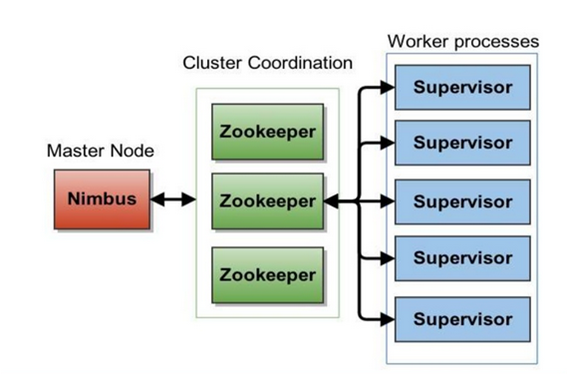 Master Node
Nimbus
Cluster Coordination
Zookeeper
Zookeeper
Zookeeper
Worker processes
Supervisor
Supervisor
Supervisor
Supervisor
Supervisor